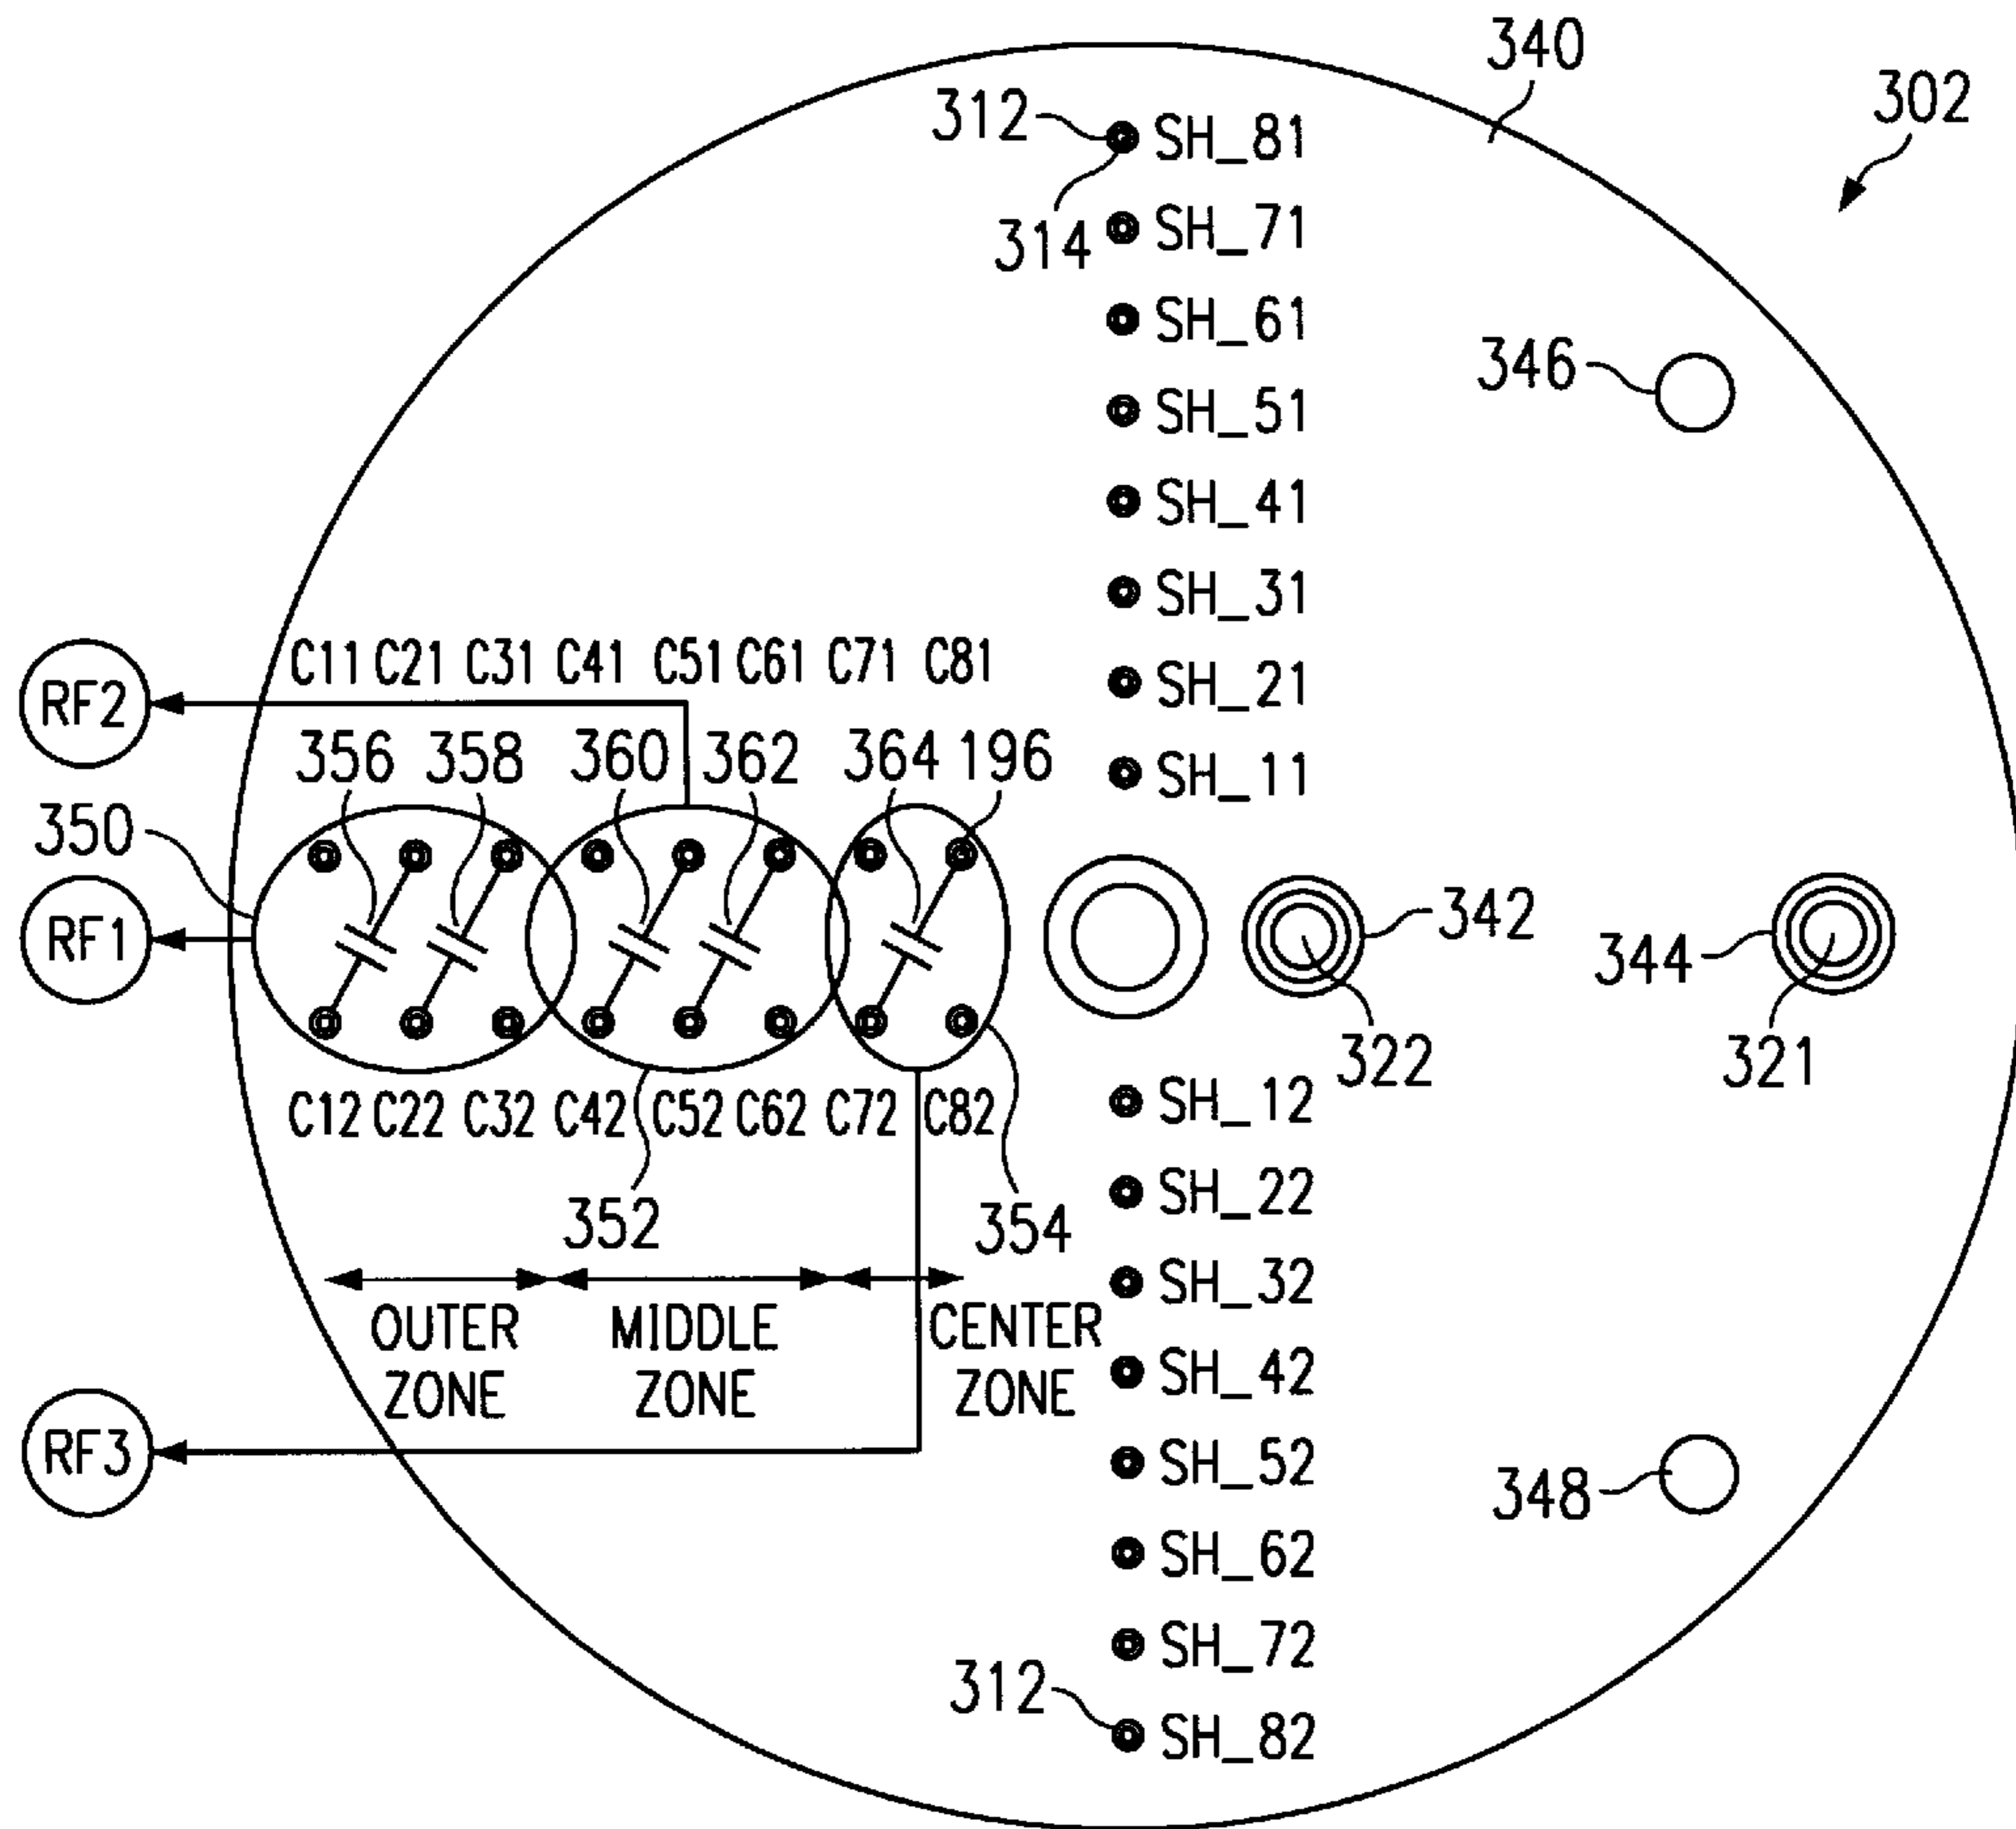 340
302
312 SH_81
314 SH_71
SH_61
346
SH_51
SH_41
SH_31
C11 C21 C31 C41 C51 C61 C71 C81
SH_21
RF2
356 358 360 362 364 196
SH_11
350
RF1
342
344
322
321
C12 C22 C32 C42 C52 C62 C72 C82
SH_12
352
354
SH_22
SH_32
OUTER ZONE
MIDDLE ZONE
CENTER ZONE
SH_42
RF3
SH_52
348
SH_62
SH_72
312 SH_82